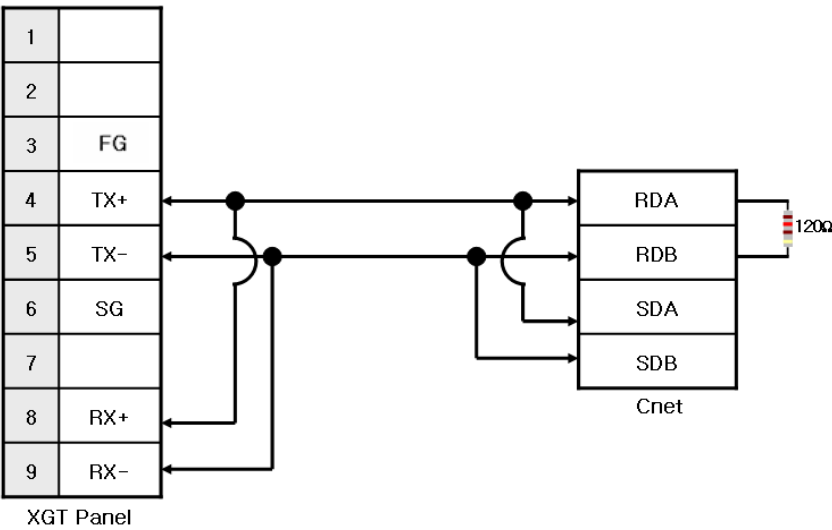 1
2
3 FG
4 TX+ RDA
120Ω
5 TX- RDB
6 SG SDA
7 SDB
Cnet
8 RX+
9 RX-
XGT Panel